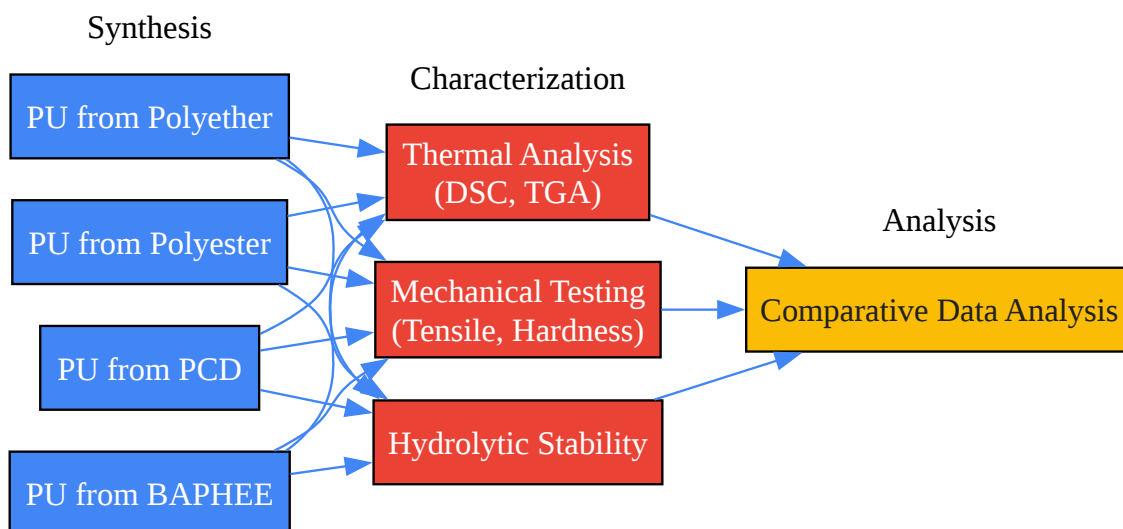 Synthesis
PU from Polyether
PU from Polyester
PU from PCD
PU from BAPHEE
Characterization
Thermal Analysis
(DSC, TGA)
Mechanical Testing
(Tensile, Hardness)
Hydrolytic Stability
Analysis
Comparative Data Analysis